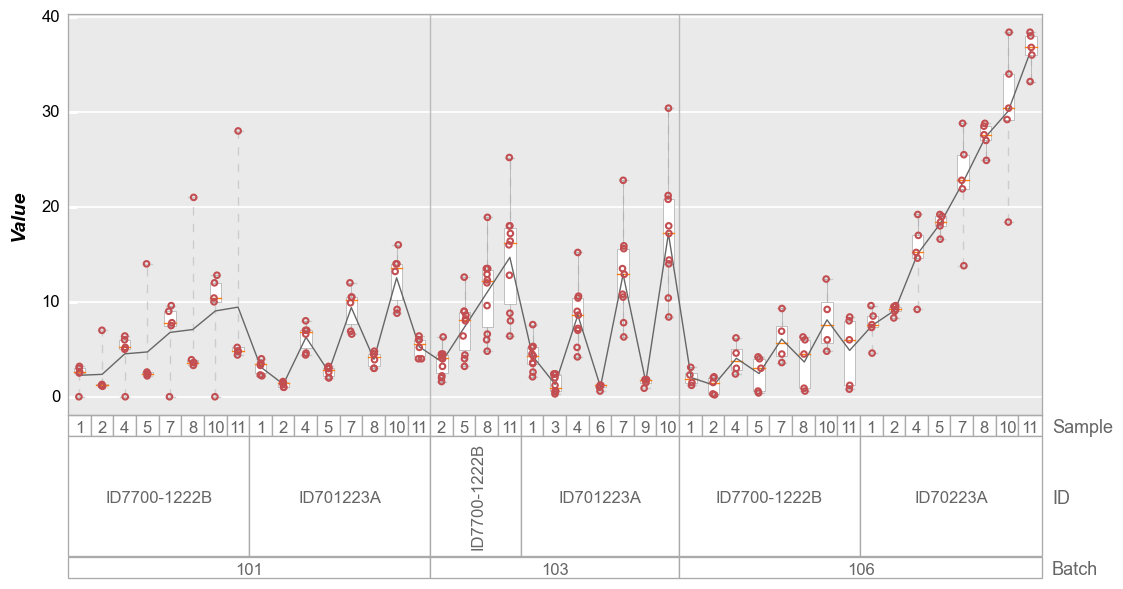 40
30
20
10
0
Value
1 2 4 5 7 8 10 11 1 2 4 5 7 8 10 11 2 5 8 11 1 3 4 6 7 9 10 1 2 4 5 7 8 10 11 1 2 4 5 7 8 10 11 Sample
ID7700-1222B ID701223A ID7700-1222B ID701223A ID7700-1222B ID70223A ID
101 103 106 Batch